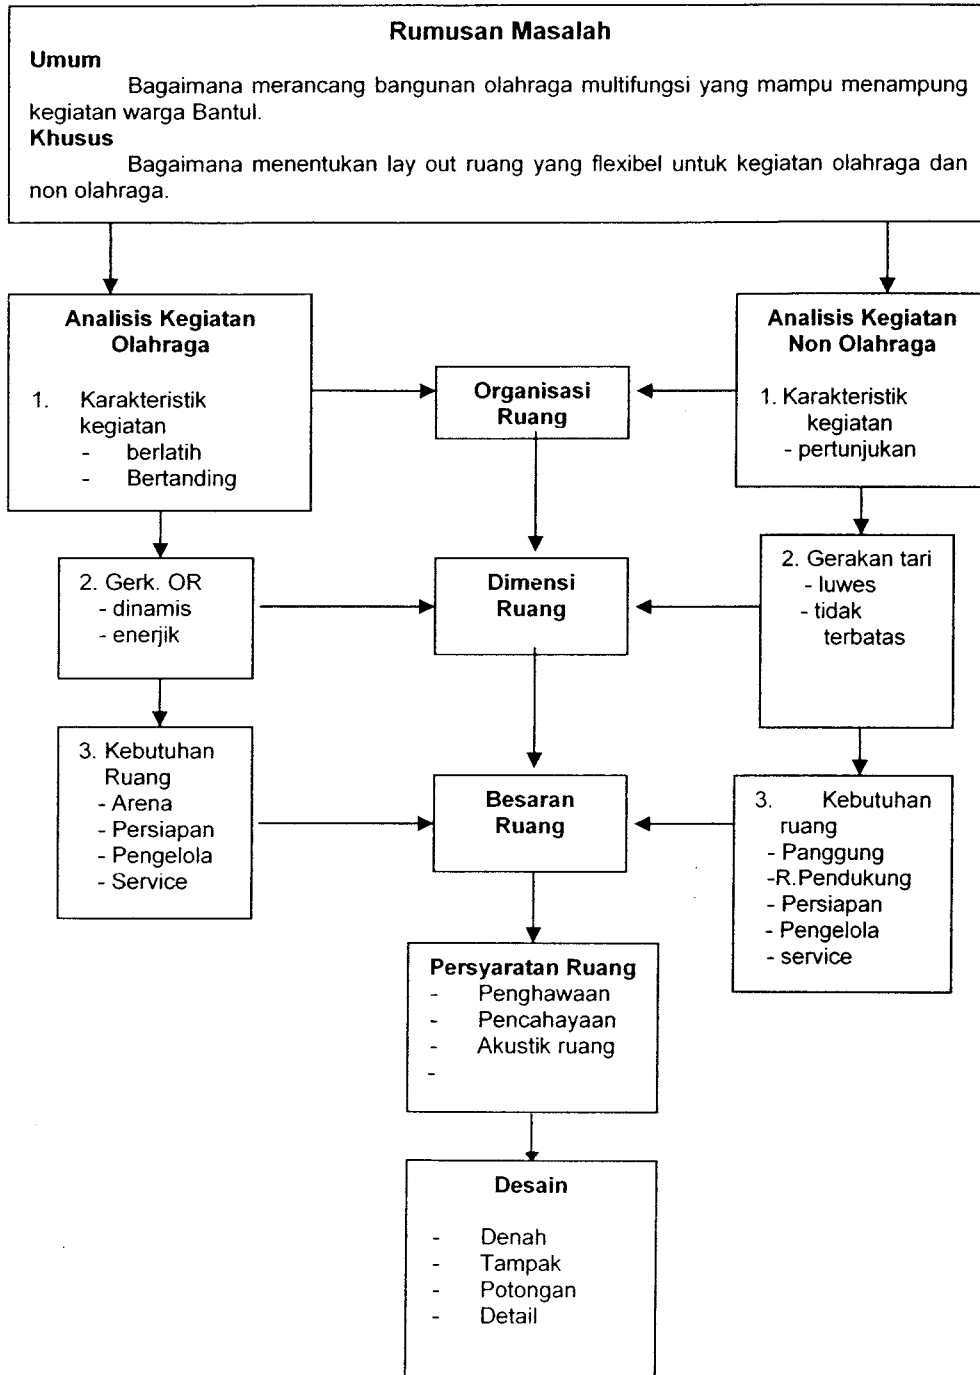 Rumusan Masalah
Umum
Bagaimana merancang bangunan olahraga multifungsi yang mampu menampung
kegiatan warga Bantul.
Khusus
Bagaimana menentukan lay out ruang yang flexibel untuk kegiatan olahraga dan
non olahraga.
Analisis Kegiatan
Olahraga
1. Karakteristik
kegiatan
- berlatih
- Bertanding
Organisasi
Ruang
Analisis Kegiatan
Non Olahraga
1. Karakteristik
kegiatan
- pertunjukan
2. Gerk. OR
- dinamis
- enerjik
Dimensi
Ruang
2. Gerakan tari
- luwes
- tidak
terbatas
3. Kebutuhan
Ruang
- Arena
- Persiapan
- Pengelola
- Service
Besaran
Ruang
3. Kebutuhan
ruang
- Panggung
-R.Pendukung
- Persiapan
- Pengelola
- service
Persyaratan Ruang
- Penghawaan
- Pencahayaan
- Akustik ruang
-
Desain
- Denah
- Tampak
- Potongan
- Detail